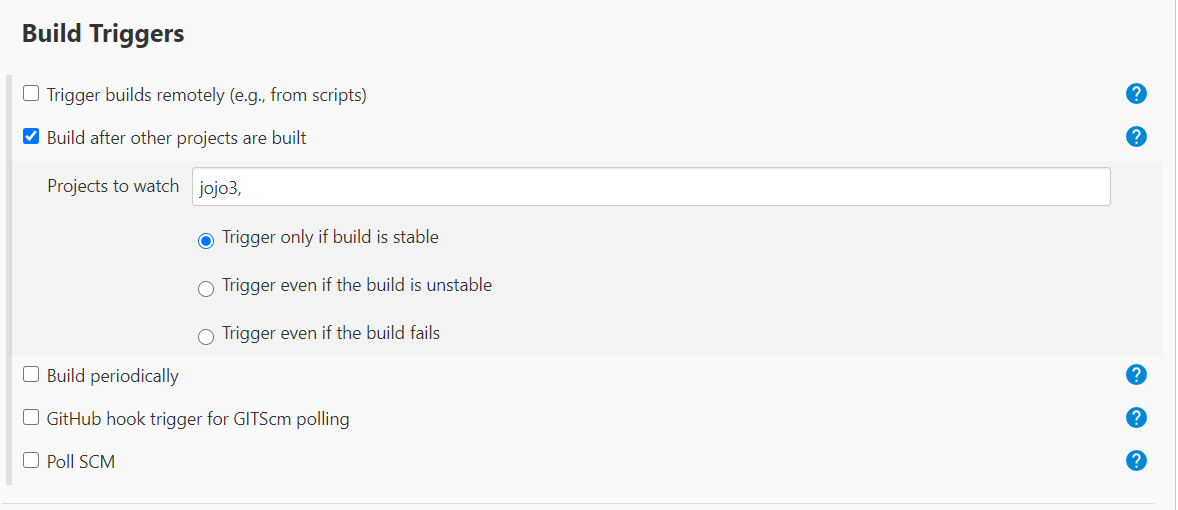 Build Triggers
Trigger builds remotely (e.g., from scripts)
?
Build after other projects are built
?
Projects to watch
jojo3,
Trigger only if build is stable
Trigger even if the build is unstable
Trigger even if the build fails
Build periodically
?
GitHub hook trigger for GITScm polling
?
Poll SCM
?